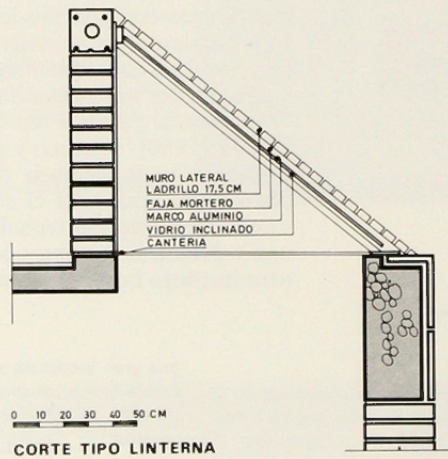 MURO LATERAL
LADRILLO 17,5 CM
FAJA MORTERO
MARCO ALUMINIO
VIDRIO INCLINADO
CANTERIA
0 10 20 30 40 50 CM
CORTE TIPO LINTERNA